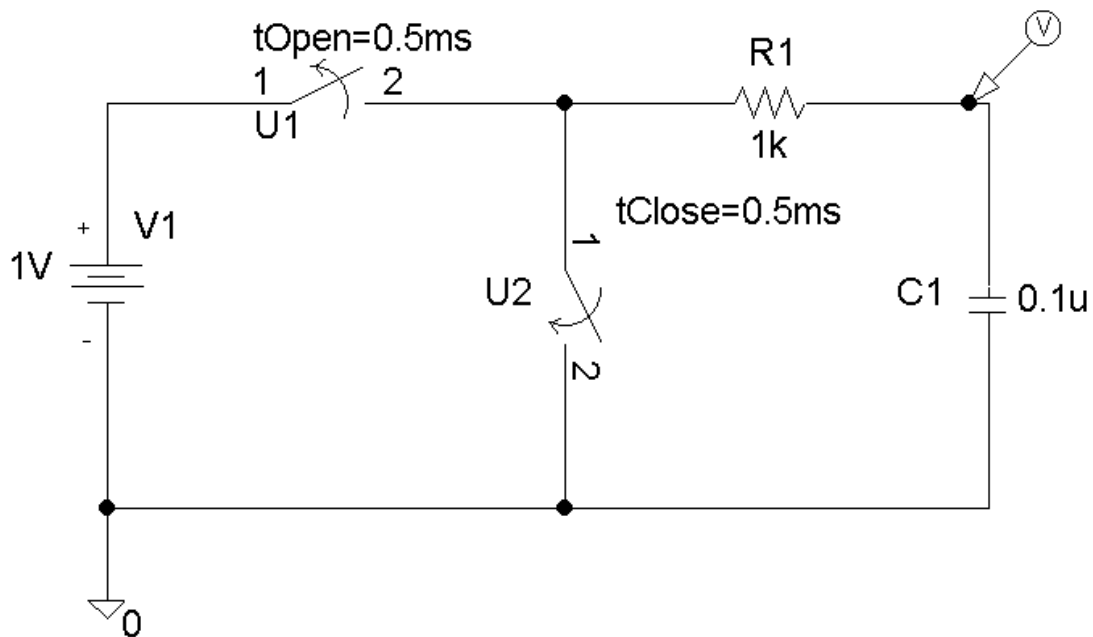 tOpen=0.5ms
1
2
U1
R1
1k
V
tClose=0.5ms
+
V1
1V
-
1
U2
2
C1
0.1u
0